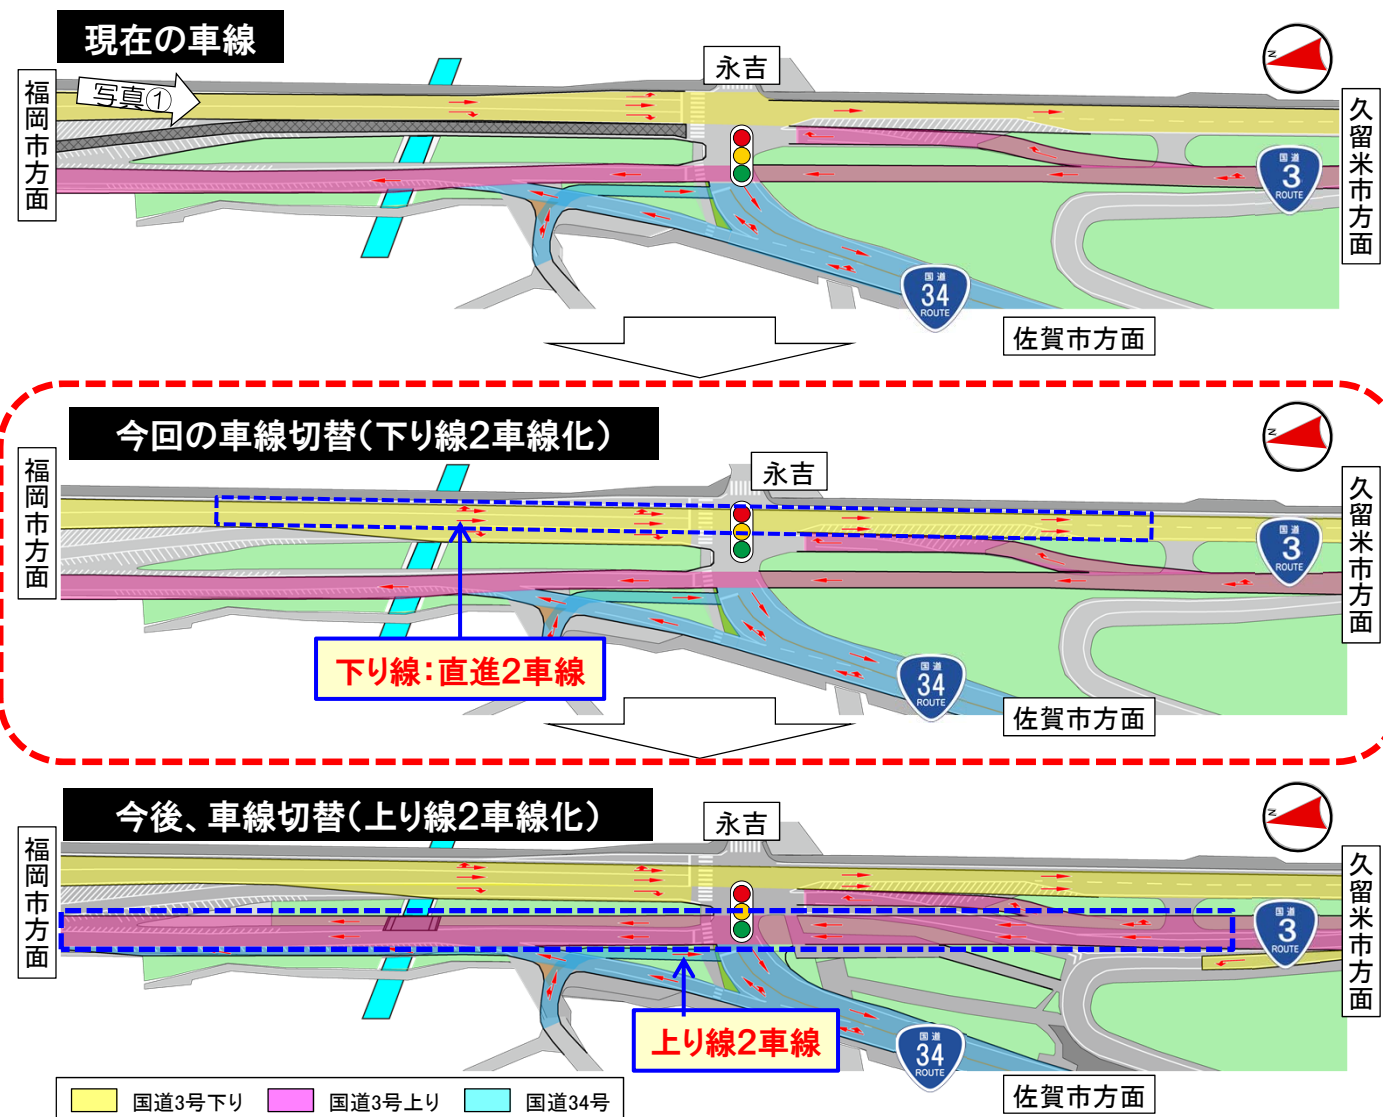 現在の車線
永吉
N
福岡市方面
写真①
久留米市方面
国道
3
ROUTE
国道
34
ROUTE
佐賀市方面
今回の車線切替(下り線2車線化)
永吉
N
福岡市方面
久留米市方面
国道
3
ROUTE
下り線:直進2車線
国道
34
ROUTE
佐賀市方面
今後、車線切替(上り線2車線化)
永吉
N
福岡市方面
久留米市方面
国道
3
ROUTE
上り線2車線
国道
34
ROUTE
佐賀市方面
国道3号下り 国道3号上り 国道34号